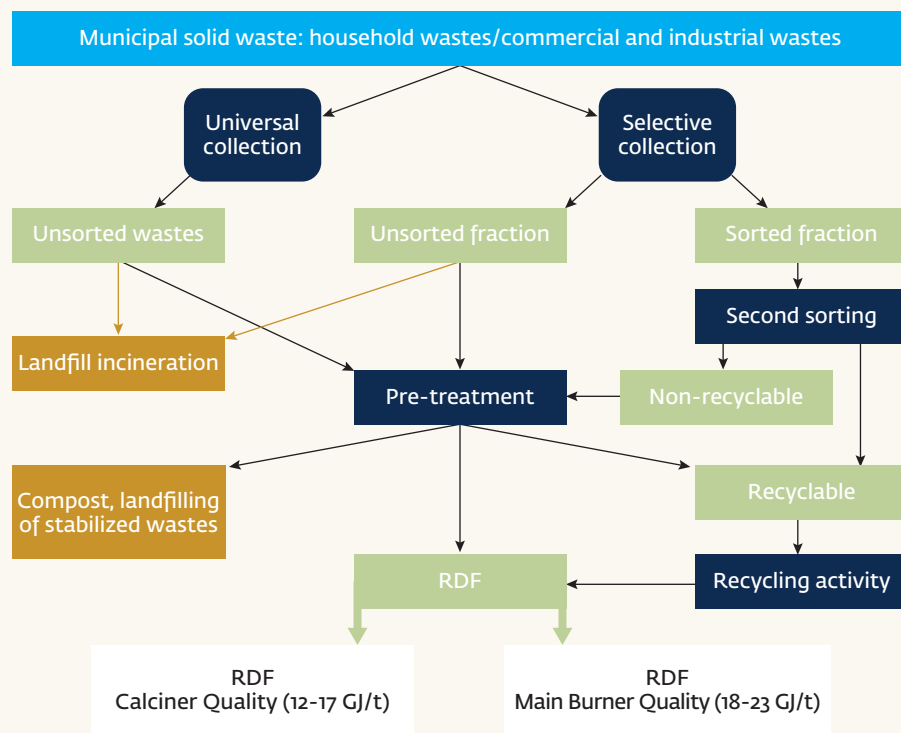 Municipal solid waste: household wastes/commercial and industrial wastes
Universal
collection
Selective
collection
Unsorted wastes
Unsorted fraction
Sorted fraction
Second sorting
Landfill incineration
Pre-treatment
Non-recyclable
Compost, landfilling
of stabilized wastes
Recyclable
RDF
Recycling activity
RDF
Calciner Quality (12-17 GJ/t)
RDF
Main Burner Quality (18-23 GJ/t)